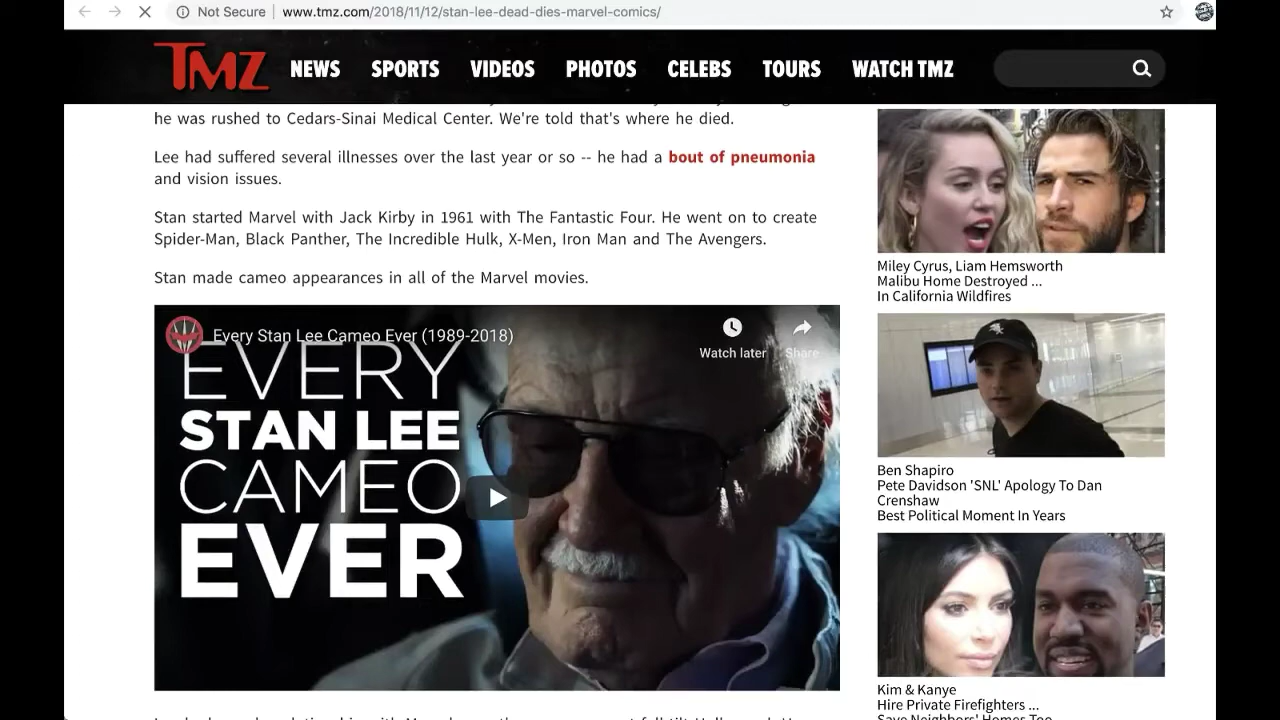 Not Secure
www.tmz.com/2018/11/12/stan-lee-dead-dies-marvel-comics/
TMZ
NEWS SPORTS VIDEOS PHOTOS CELEBS TOURS WATCH TMZ
he was rushed to Cedars-Sinai Medical Center. We're told that's where he died.
Lee had suffered several illnesses over the last year or so -- he had a bout of pneumonia
and vision issues.
Stan started Marvel with Jack Kirby in 1961 with The Fantastic Four. He went on to create
Spider-Man, Black Panther, The Incredible Hulk, X-Men, Iron Man and The Avengers.
Stan made cameo appearances in all of the Marvel movies.
Every Stan Lee Cameo Ever (1989-2018)
Watch later
Share
EVERY
STAN LEE
CAMEO
EVER
Miley Cyrus, Liam Hemsworth
Malibu Home Destroyed ...
In California Wildfires
Ben Shapiro
Pete Davidson 'SNL' Apology To Dan
Crenshaw
Best Political Moment In Years
Kim & Kanye
Hire Private Firefighters ...
Save Neighbors' Homes Too